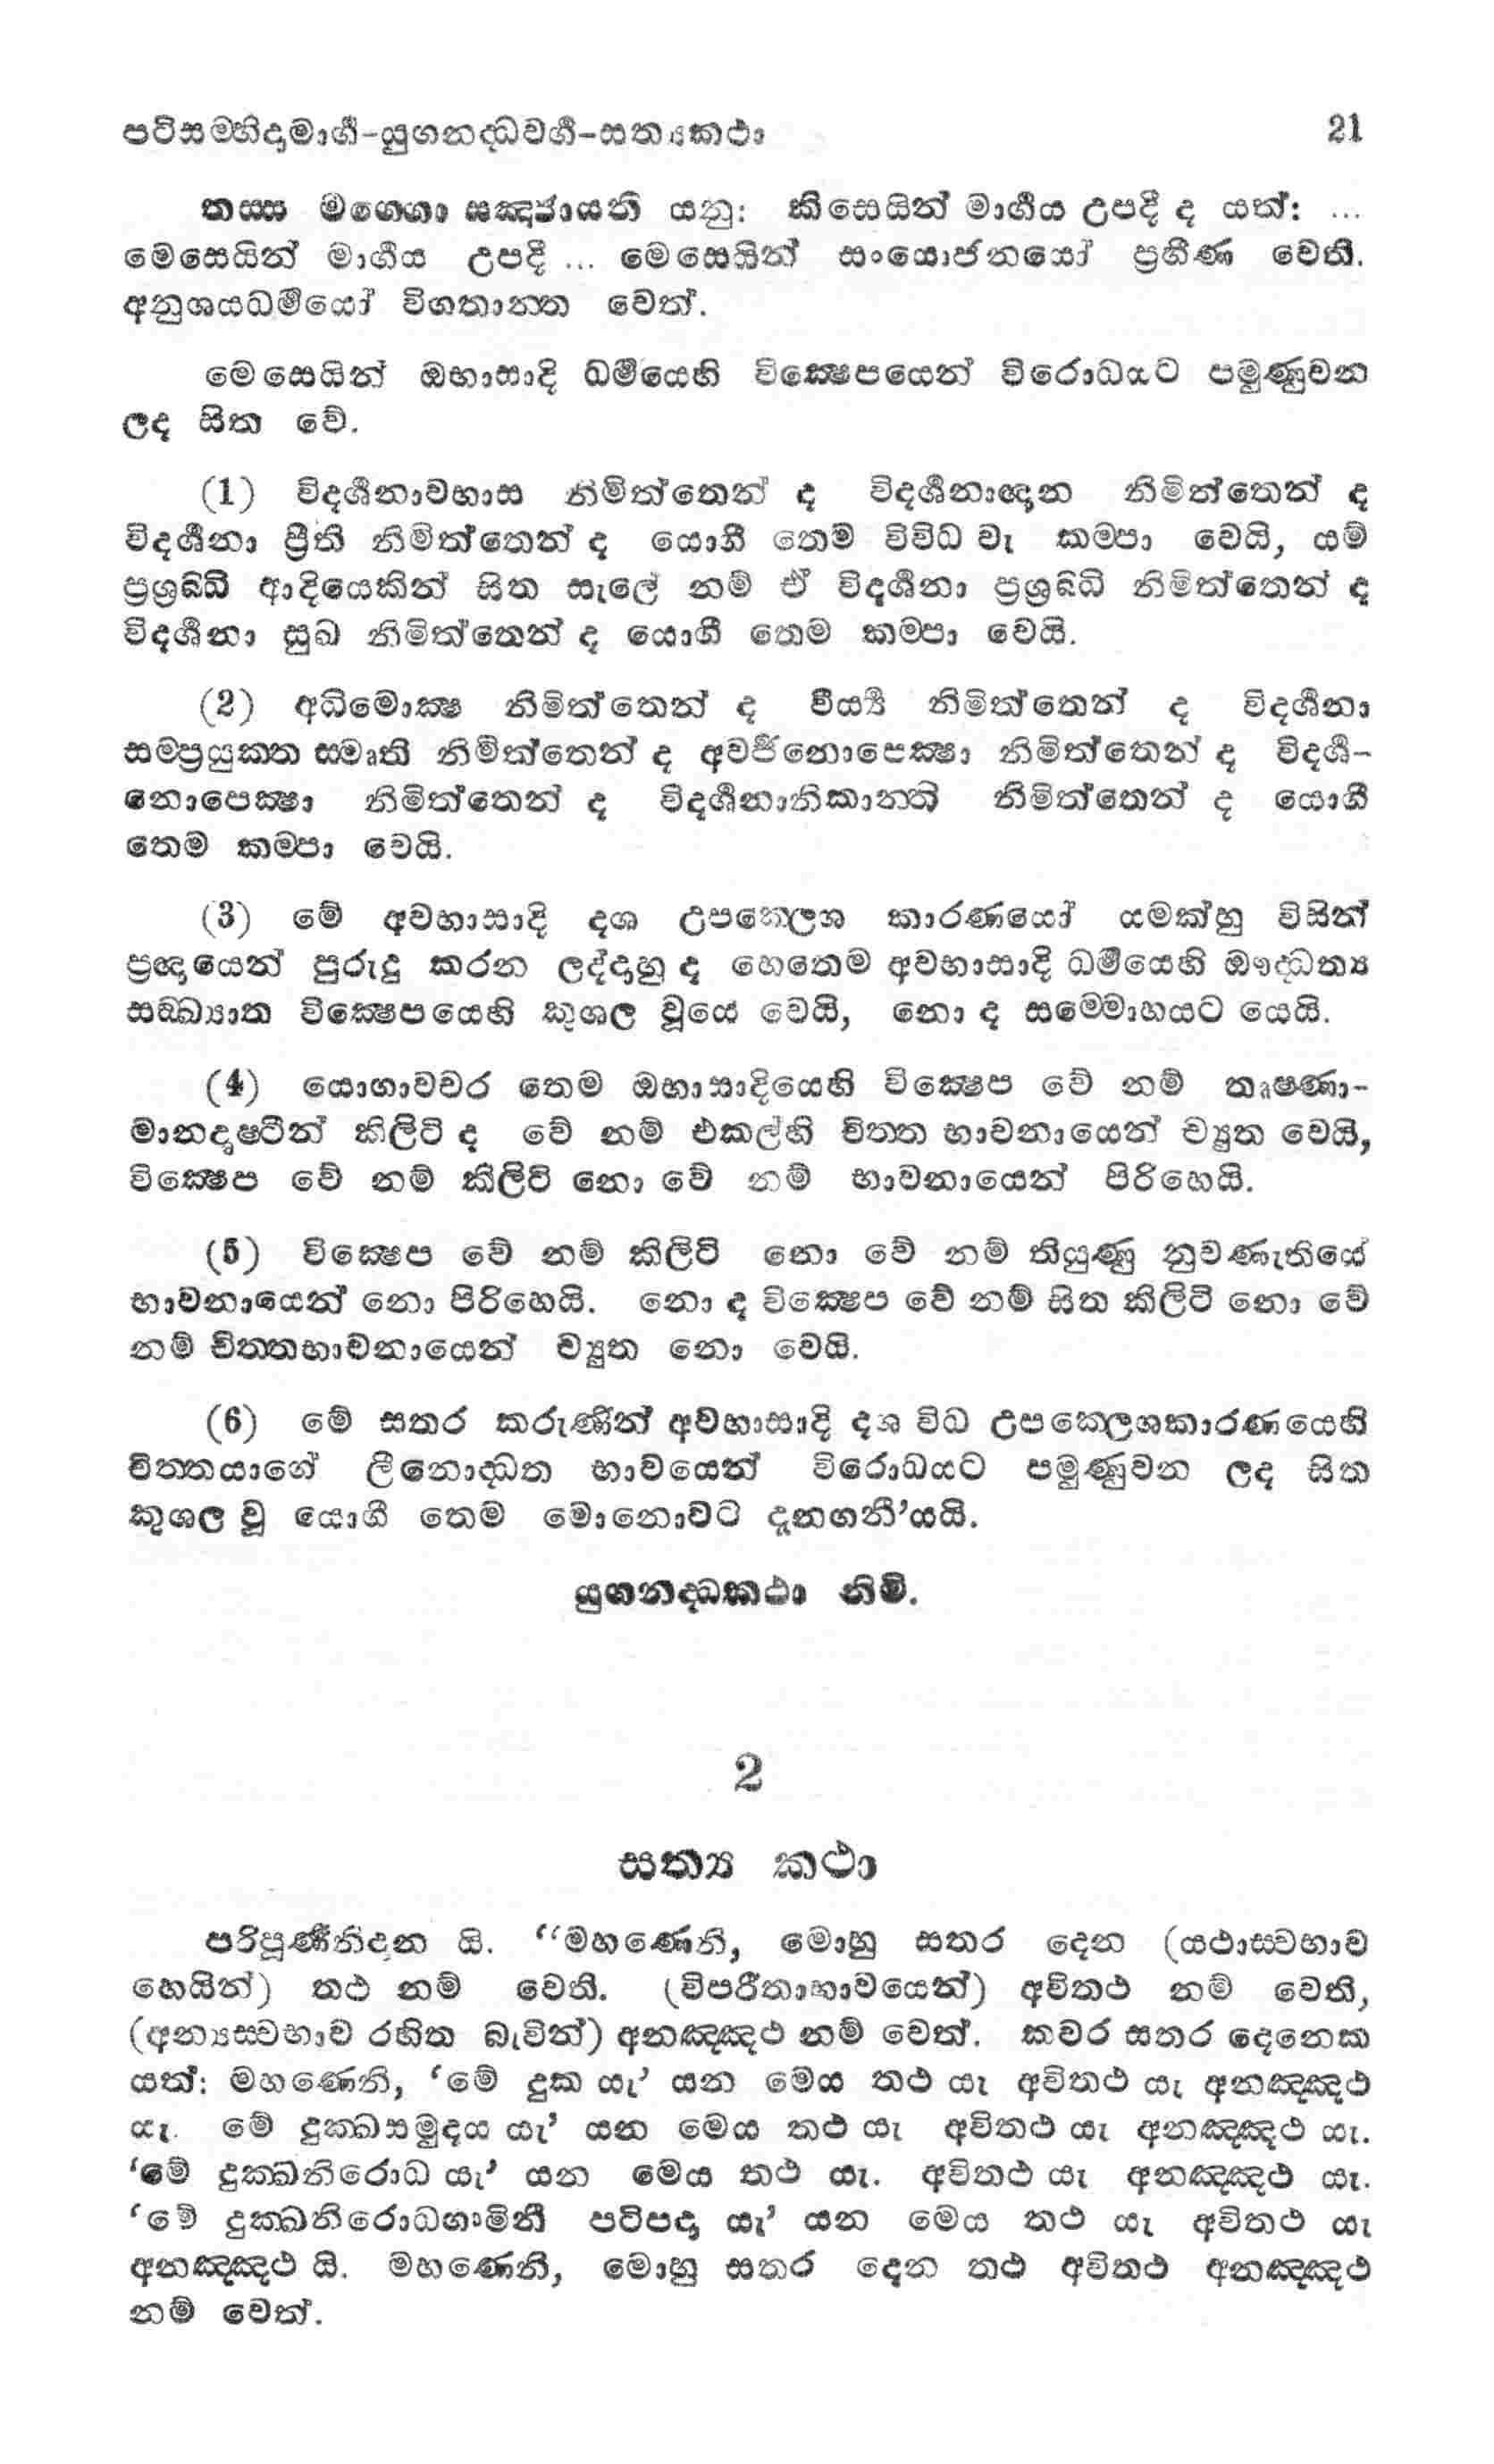 පටිසම්භිදාමාර්ග-යුගනද්ධවර්ග-සත්‍යකථා 21
තස්ස මග්ගො සඤ්ජායති යනු: කිසෙයින් මාර්ගය උපදී ද යත්: ...
මෙසෙයින් මාර්ගය උපදී ... මෙසෙයින් සංයොජනයෝ ප්‍රහීණ වෙති.
අනුශයධර්මයෝ විගතාන්ත වෙත්.
මෙසෙයින් ඔභාසාදි ධර්මයෙහි වික්‍ෂෙපයෙන් විරොධයට පමුණුවන
ලද සිත වේ.
(1) විදර්ශනාවභාස නිමිත්තෙන් ද විදර්ශනාඥාන නිමිත්තෙන් ද
විදර්ශනා ප්‍රීති නිමිත්තෙන් ද යොගී තෙම විවිධ වැ කම්පා වෙයි, යම්
ප්‍රශ්‍රබ්ධි ආදියෙකින් සිත සැලේ නම් ඒ විදර්ශනා ප්‍රශ්‍රබ්ධි නිමිත්තෙන් ද
විදර්ශනා සුඛ නිමිත්තෙන් ද යොගී තෙම කම්පා වෙයි.
(2) අධිමොක්‍ෂ නිමිත්තෙන් ද වීර්‍ය්‍ය නිමිත්තෙන් ද විදර්ශනා
සම්ප්‍රයුක්ත ස්මෘති නිමිත්තෙන් ද අවර්ජනොපෙක්‍ෂා නිමිත්තෙන් ද විදර්ශ-
නොපෙක්‍ෂා නිමිත්තෙන් ද විදර්ශනානිකාන්ති නිමිත්තෙන් ද යොගී
තෙම කම්පා වෙයි.
(3) මේ අවභාසාදි දශ උපක්ලෙශ කාරණයෝ යමක්හු විසින්
ප්‍රඥායෙන් පුරුදු කරන ලද්දාහු ද හෙතෙම අවභාසාදි ධර්මයෙහි ඖද්ධත්‍ය
සඞ්ඛ්‍යාත වික්‍ෂෙපයෙහි කුශල වූයේ වෙයි, නො ද සම්මොහයට යෙයි.
(4) යොගාවචර තෙම ඔභාසාදියෙහි වික්‍ෂෙප වේ නම් තෘෂ්ණා-
මානදෘෂ්ටීන් කිලිටි ද වේ නම් එකල්හි චිත්ත භාවනායෙන් ච්‍යුත වෙයි,
වික්‍ෂෙප වේ නම් කිලිටි නො වේ නම් භාවනායෙන් පිරිහෙයි.
(5) වික්‍ෂෙප වේ නම් කිලිටි නො වේ නම් තියුණු නුවණැතියේ
භාවනායෙන් නො පිරිහෙයි. නො ද වික්‍ෂෙප වේ නම් සිත කිලිටි නො වේ
නම් චිත්තභාවනායෙන් ච්‍යුත නො වෙයි.
(6) මේ සතර කරුණින් අවභාසාදි දශ විධ උපක්ලෙශකාරණයෙහි
චිත්තයාගේ ලීනොද්ධත භාවයෙන් විරොධයට පමුණුවන ලද සිත
කුශල වූ යොගී තෙම මොනොවට දැනගනී’යයි.
යුගනද්ධකථා නිමි.
2
සත්‍ය කථා
පරිපූර්ණනිදාන යි. “මහණෙනි, මොහු සතර දෙන (යථාස්වභාව
හෙයින්) තථ නම් වෙති. (විපරීතාභාවයෙන්) අවිතථ නම් වෙති,
(අන්‍යස්වභාව රහිත බැවින්) අනඤ්ඤථ නම් වෙත්. කවර සතර දෙනෙක
යත්: මහණෙනි, ‘මේ දුක යැ’ යන මෙය තථ යැ අවිතථ යැ අනඤ්ඤථ
යැ. මේ දුක්ඛසමුදය යැ’ යන මෙය තථ යැ අවිතථ යැ අනඤ්ඤථ යැ.
‘මේ දුක්ඛනිරොධ යැ’ යන මෙය තථ යැ. අවිතථ යැ අනඤ්ඤථ යැ.
‘මේ දුක්ඛනිරොධගාමිනී පටිපදා යැ’ යන මෙය තථ යැ අවිතථ යැ
අනඤ්ඤථ යි. මහණෙනි, මොහු සතර දෙන තථ අවිතථ අනඤ්ඤථ
නම් වෙත්.